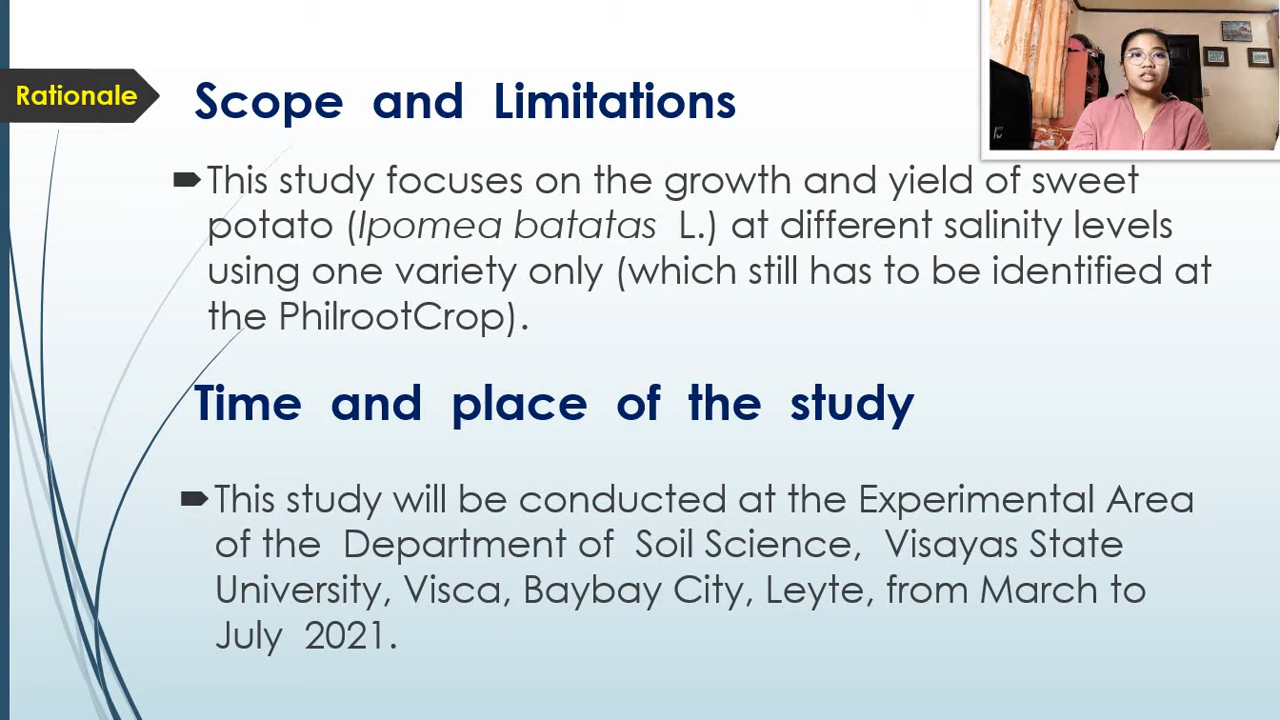 Rationale
Scope and Limitations
This study focuses on the growth and yield of sweet
potato (Ipomea batatas L.) at different salinity levels
using one variety only (which still has to be identified at
the PhilrootCrop).
Time and place of the study
This study will be conducted at the Experimental Area
of the Department of Soil Science, Visayas State
University, Visca, Baybay City, Leyte, from March to
July 2021.